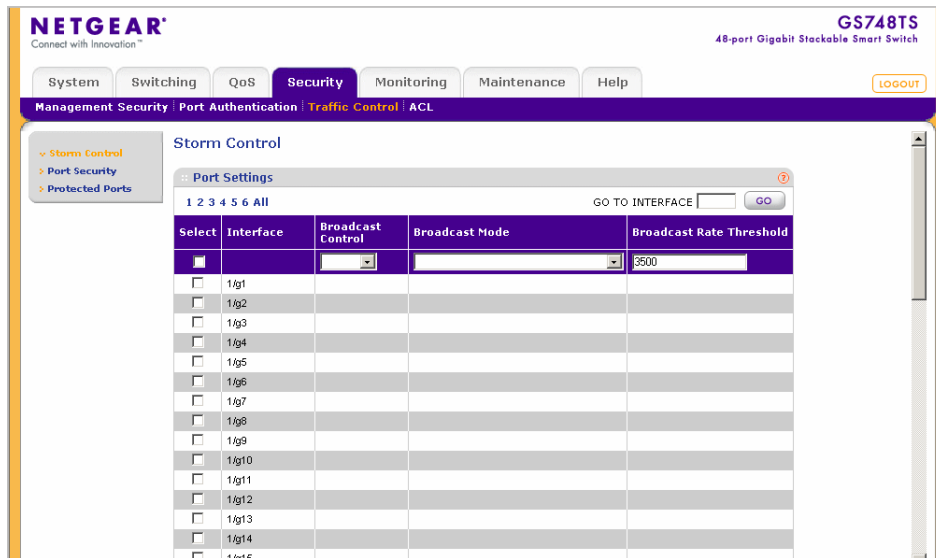 NETGEAR®
Connect with Innovation™
GS748TS
48-port Gigabit Stackable Smart Switch
System Switching QoS Security Monitoring Maintenance Help
LOGOUT
Management Security Port Authentication Traffic Control ACL
Storm Control
Port Security
Protected Ports
Storm Control
Port Settings
1 2 3 4 5 6 All GO TO INTERFACE GO
Select Interface Broadcast Control Broadcast Mode Broadcast Rate Threshold
3500
1/g1
1/g2
1/g3
1/g4
1/g5
1/g6
1/g7
1/g8
1/g9
1/g10
1/g11
1/g12
1/g13
1/g14
1/g15